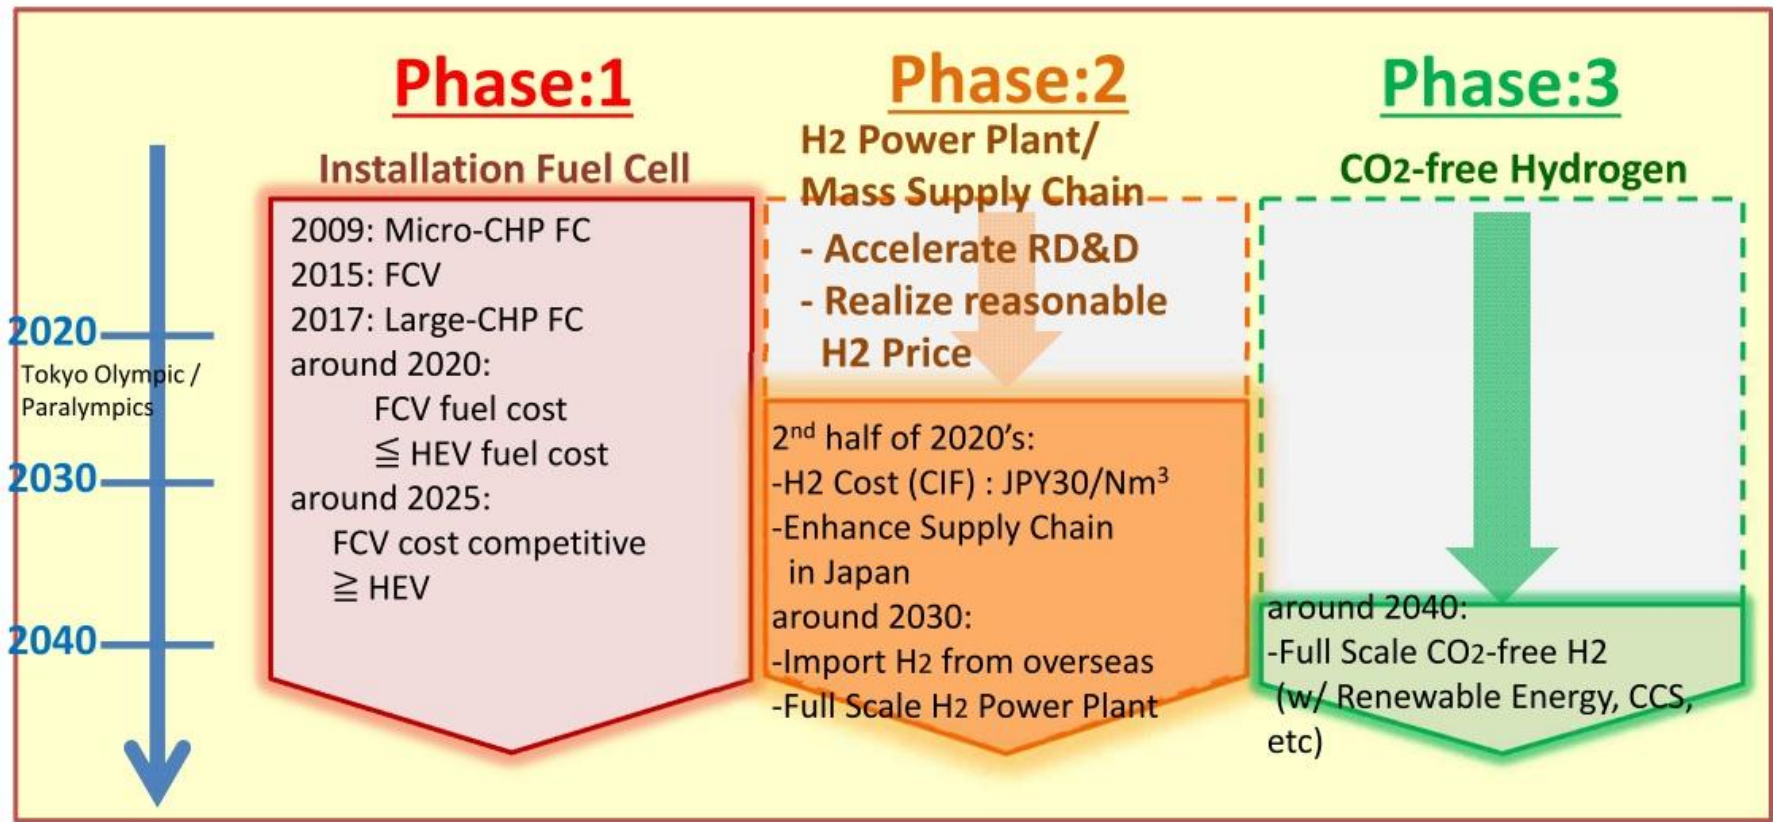 Phase:1
Installation Fuel Cell
2009: Micro-CHP FC
2015: FCV
2017: Large-CHP FC
around 2020:
FCV fuel cost
≦ HEV fuel cost
around 2025:
FCV cost competitive
≧ HEV
Phase:2
H2 Power Plant/
Mass Supply Chain
- Accelerate RD&D
- Realize reasonable
H2 Price
2nd half of 2020's:
-H2 Cost (CIF) : JPY30/Nm³
-Enhance Supply Chain
in Japan
around 2030:
-Import H2 from overseas
-Full Scale H2 Power Plant
Phase:3
CO2-free Hydrogen
around 2040:
-Full Scale CO2-free H2
(w/ Renewable Energy, CCS,
etc)
2020
Tokyo Olympic /
Paralympics
2030
2040